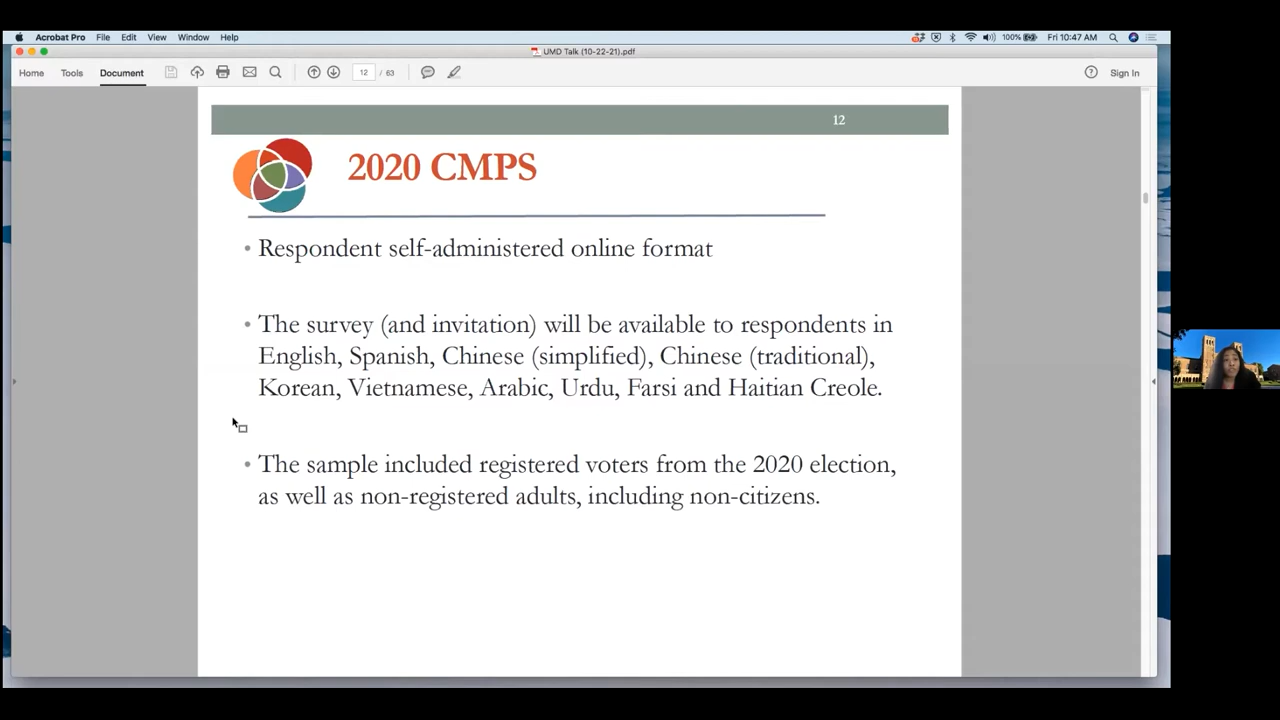 Acrobat Pro File Edit View Window Help 100% Fri 10:47 AM
UMD Talk (10-22-21).pdf
Home Tools Document 12 / 63 Sign In
12
2020 CMPS
• Respondent self-administered online format
• The survey (and invitation) will be available to respondents in
English, Spanish, Chinese (simplified), Chinese (traditional),
Korean, Vietnamese, Arabic, Urdu, Farsi and Haitian Creole.
• The sample included registered voters from the 2020 election,
as well as non-registered adults, including non-citizens.